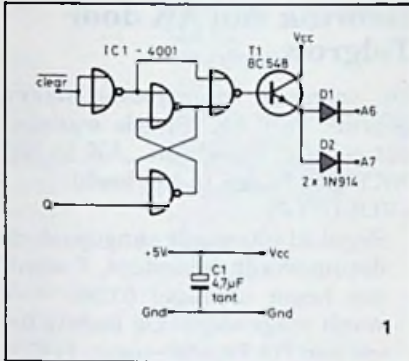 Vcc
IC1 - 4001
T1
BC 548
clear
D1
A6
D2
A7
2 x 1N914
Q
+5V
Vcc
C1
4,7µF
tant.
Gnd
Gnd
1